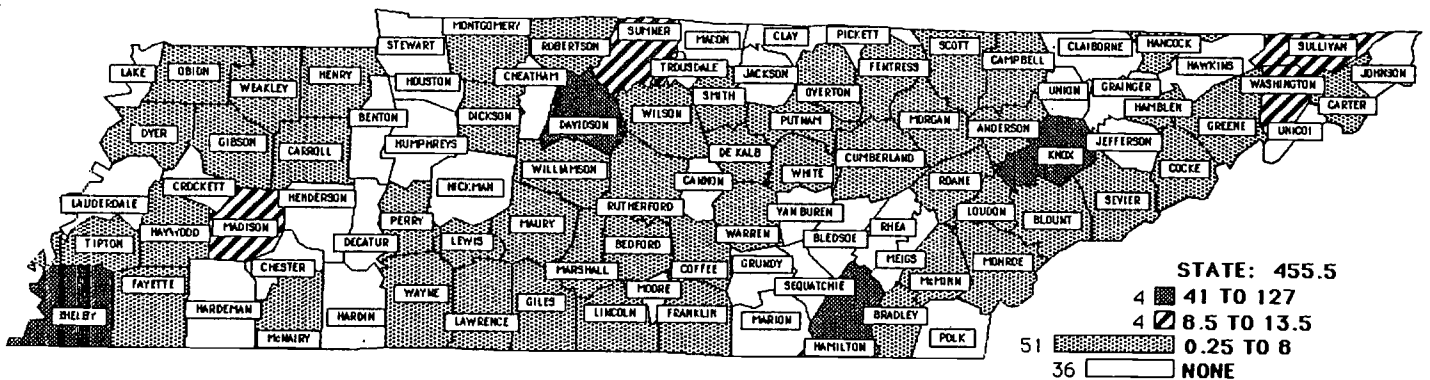 MONTGOMERY
SUMNER
STEWART
ROBERTSON
MACON
CLAY
PICKETT
SCOTT
CLAIBORNE
HANCOCK
SULLIVAN
LAKE
OBION
WEAKLEY
HENRY
HOUSTON
CHEATHAM
TROUSDALE
JACKSON
FENTRESS
CAMPBELL
HAWKINS
JOHNSON
UNION
GRAINGER
WASHINGTON
CARTER
DYER
GIBSON
BENTON
DICKSON
DAVIDSON
WILSON
SMITH
OVERTON
PUTNAM
MORGAN
ANDERSON
HAMBLEN
GREENE
UNICOI
CARROLL
HUMPHREYS
DE KALB
CUMBERLAND
KNOX
JEFFERSON
COCKE
CROCKETT
HENDERSON
HICKMAN
WILLIAMSON
CANNON
WHITE
ROANE
SEVIER
LAUDERDALE
HAYWOOD
MADISON
PERRY
MAURY
RUTHERFORD
VAN BUREN
RHEA
LOUDON
BLOUNT
TIPTON
DECATUR
LEWIS
BEDFORD
WARREN
BLEDSOE
MEIGS
MONROE
FAYETTE
CHESTER
MARSHALL
COFFEE
GRUNDY
SEQUATCHIE
McMINN
SHELBY
HARDEMAN
HARDIN
WAYNE
LAWRENCE
GILES
MOORE
LINCOLN
FRANKLIN
MARION
BRADLEY
POLK
McNAIRY
HAMILTON
STATE: 455.5
4 41 TO 127
4 8.5 TO 13.5
51 0.25 TO 8
36 NONE